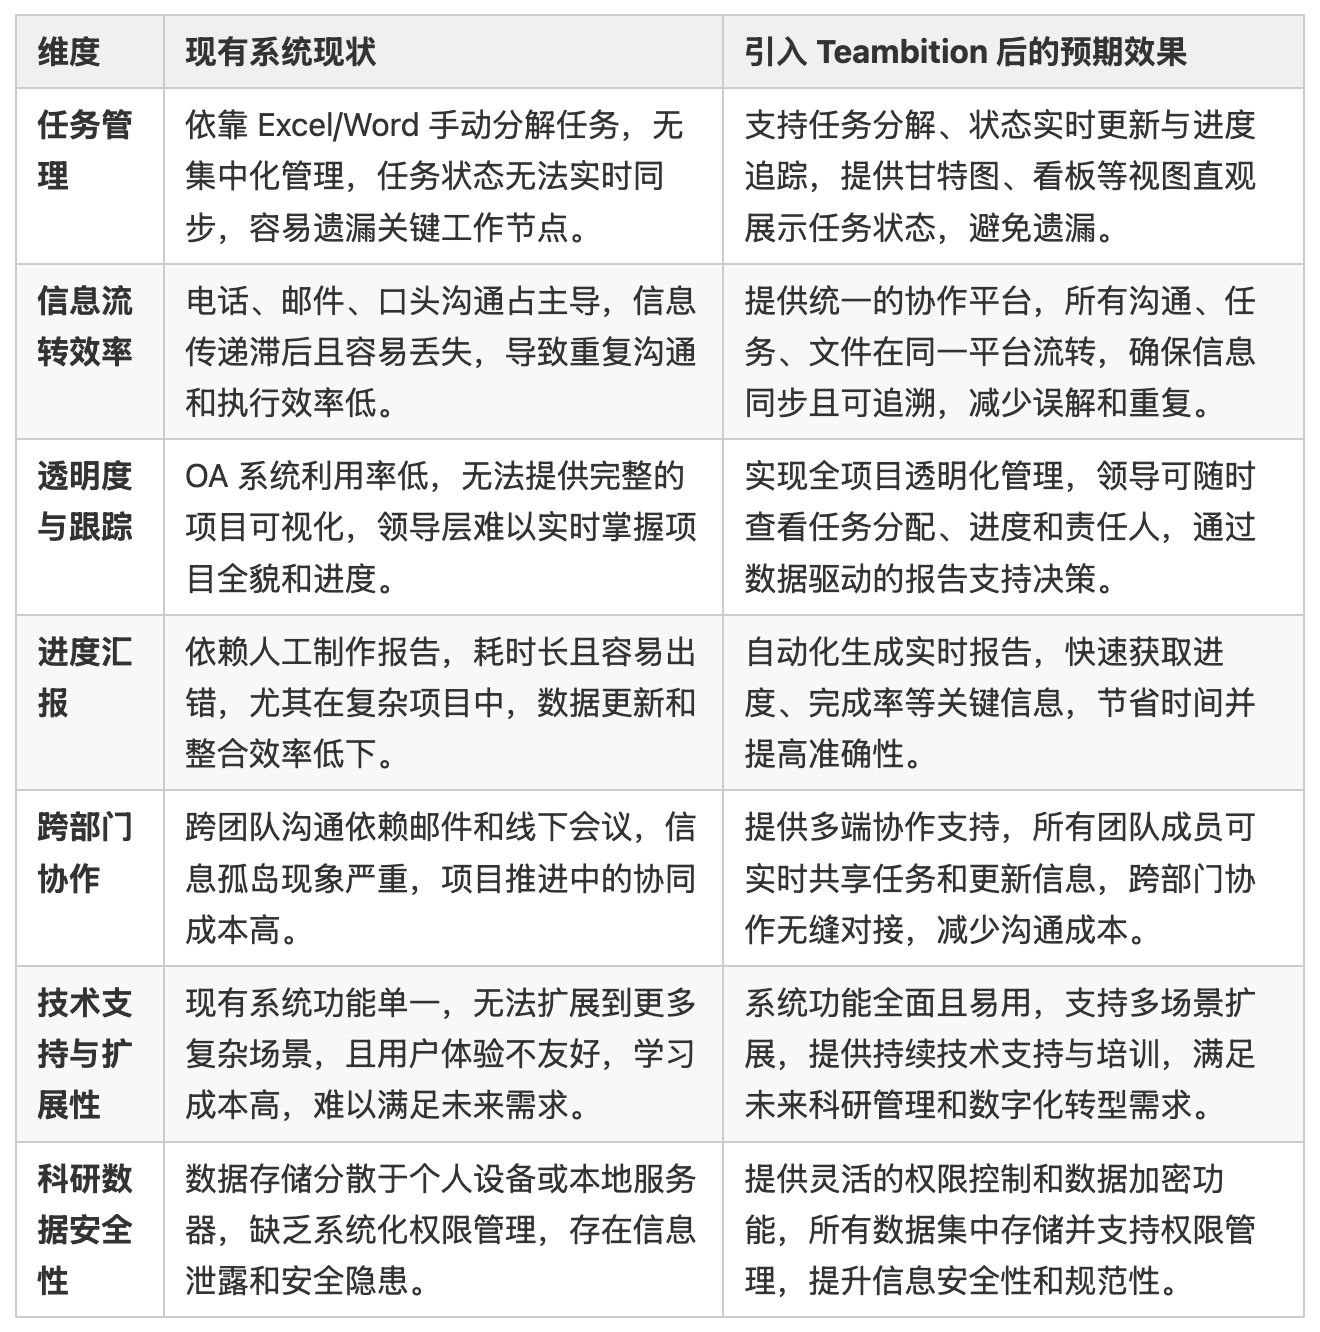 维度
现有系统现状
引入 Teambition 后的预期效果
任务管
理
依靠 Excel/Word 手动分解任务，无
集中化管理，任务状态无法实时同
步，容易遗漏关键工作节点。
支持任务分解、状态实时更新与进度
追踪，提供甘特图、看板等视图直观
展示任务状态，避免遗漏。
信息流
转效率
电话、邮件、口头沟通占主导，信息
传递滞后且容易丢失，导致重复沟通
和执行效率低。
提供统一的协作平台，所有沟通、任
务、文件在同一平台流转，确保信息
同步且可追溯，减少误解和重复。
透明度
与跟踪
OA 系统利用率低，无法提供完整的
项目可视化，领导层难以实时掌握项
目全貌和进度。
实现全项目透明化管理，领导可随时
查看任务分配、进度和责任人，通过
数据驱动的报告支持决策。
进度汇
报
依赖人工制作报告，耗时长且容易出
错，尤其在复杂项目中，数据更新和
整合效率低下。
自动化生成实时报告，快速获取进
度、完成率等关键信息，节省时间并
提高准确性。
跨部门
协作
跨团队沟通依赖邮件和线下会议，信
息孤岛现象严重，项目推进中的协同
成本高。
提供多端协作支持，所有团队成员可
实时共享任务和更新信息，跨部门协
作无缝对接，减少沟通成本。
技术支
持与扩
展性
现有系统功能单一，无法扩展到更多
复杂场景，且用户体验不友好，学习
成本高，难以满足未来需求。
系统功能全面且易用，支持多场景扩
展，提供持续技术支持与培训，满足
未来科研管理和数字化转型需求。
科研数
据安全
性
数据存储分散于个人设备或本地服务
器，缺乏系统化权限管理，存在信息
泄露和安全隐患。
提供灵活的权限控制和数据加密功
能，所有数据集中存储并支持权限管
理，提升信息安全性和规范性。